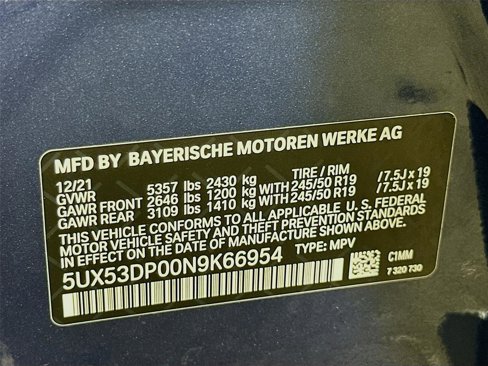 MFD BY BAYERISCHE MOTOREN WERKE AG
12/21 TIRE / RIM
GVWR 5357 lbs 2430 kg
GAWR FRONT 2646 lbs 1200 kg WITH 245/50 R19 / 7.5J x 19
GAWR REAR 3109 lbs 1410 kg WITH 245/50 R19 / 7.5J x 19
THIS VEHICLE CONFORMS TO ALL APPLICABLE U. S. FEDERAL
MOTOR VEHICLE SAFETY AND THEFT PREVENTION STANDARDS
IN EFFECT ON THE DATE OF MANUFACTURE SHOWN ABOVE.
5UX53DP00N9K66954 TYPE: MPV
C1MM
7 320 730